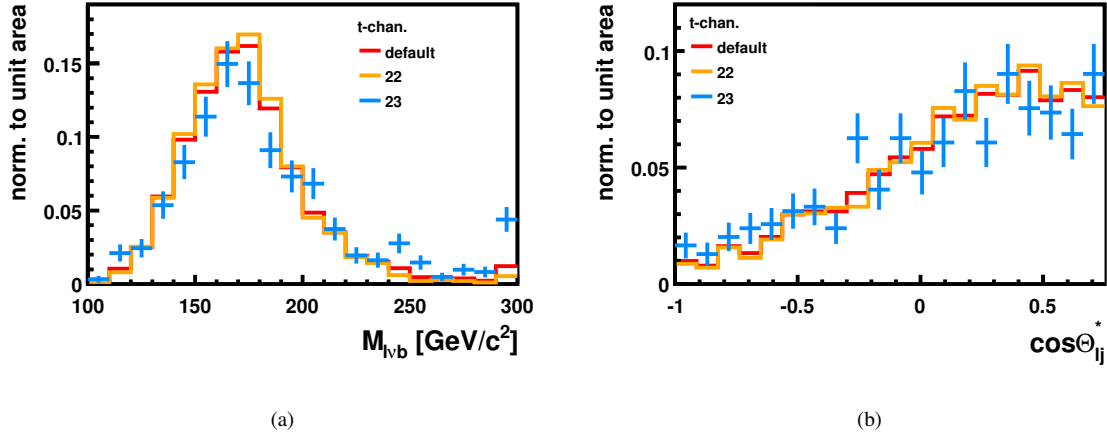 norm. to unit area
0.15
0.1
0.05
0
100 150 200 250 300
M_lνb [GeV/c²]
t-chan.
default
22
23
(a)
norm. to unit area
0.1
0.05
0
-1 -0.5 0 0.5
cosΘ*_lj
t-chan.
default
22
23
(b)